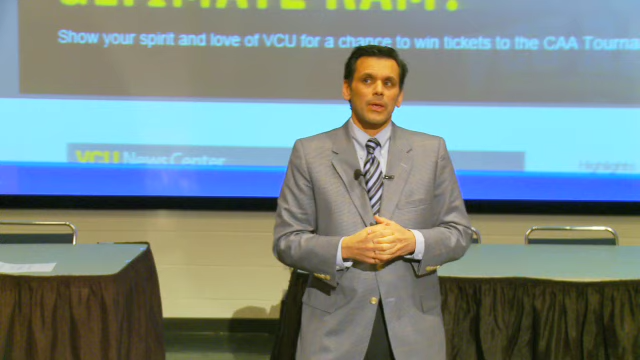 ULTIMATE RAM?
Show your spirit and love of VCU for a chance to win tickets to the CAA Tourna
VCU News Center
Highlights